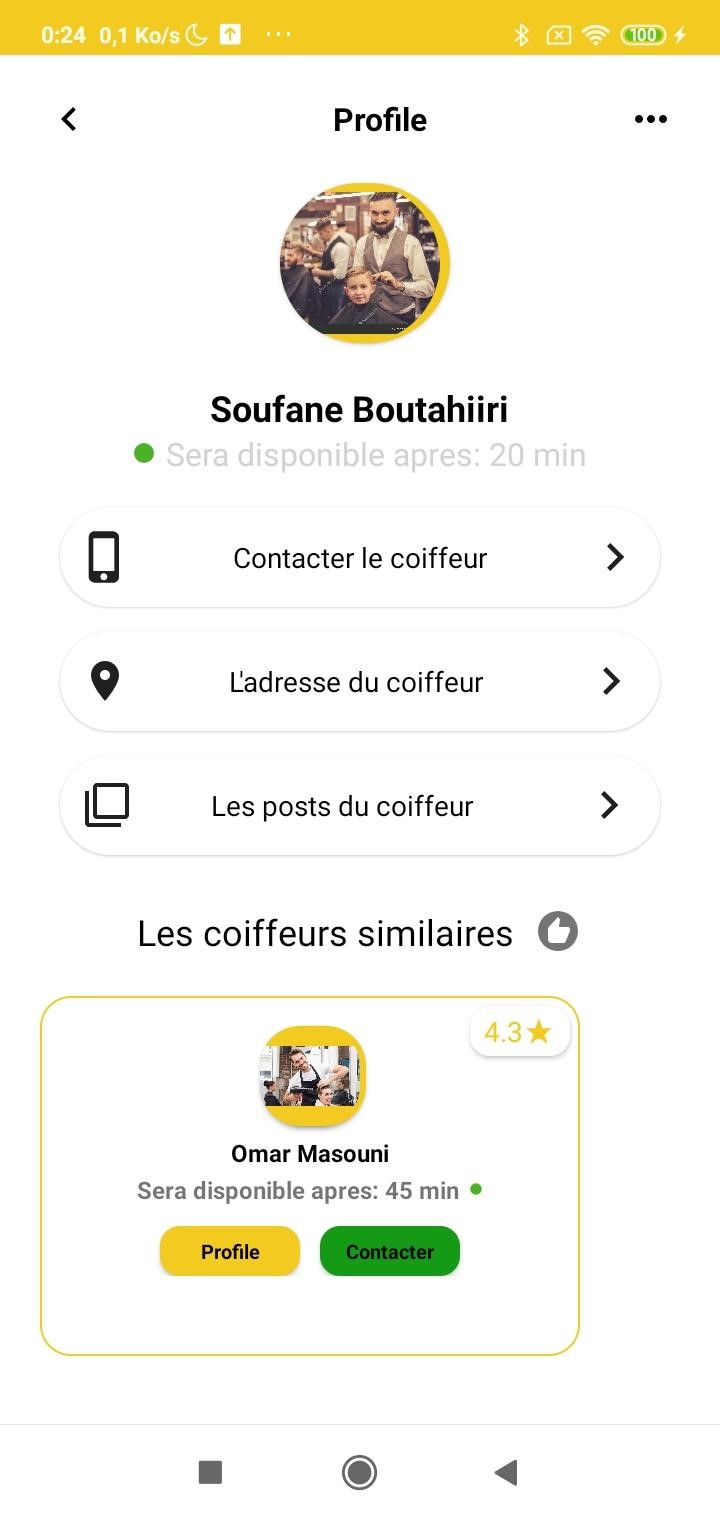 0:24 0,1 Ko/s
100
Profile
Soufane Boutahiiri
Sera disponible apres: 20 min
Contacter le coiffeur
L'adresse du coiffeur
Les posts du coiffeur
Les coiffeurs similaires
4.3
Omar Masouni
Sera disponible apres: 45 min
Profile Contacter